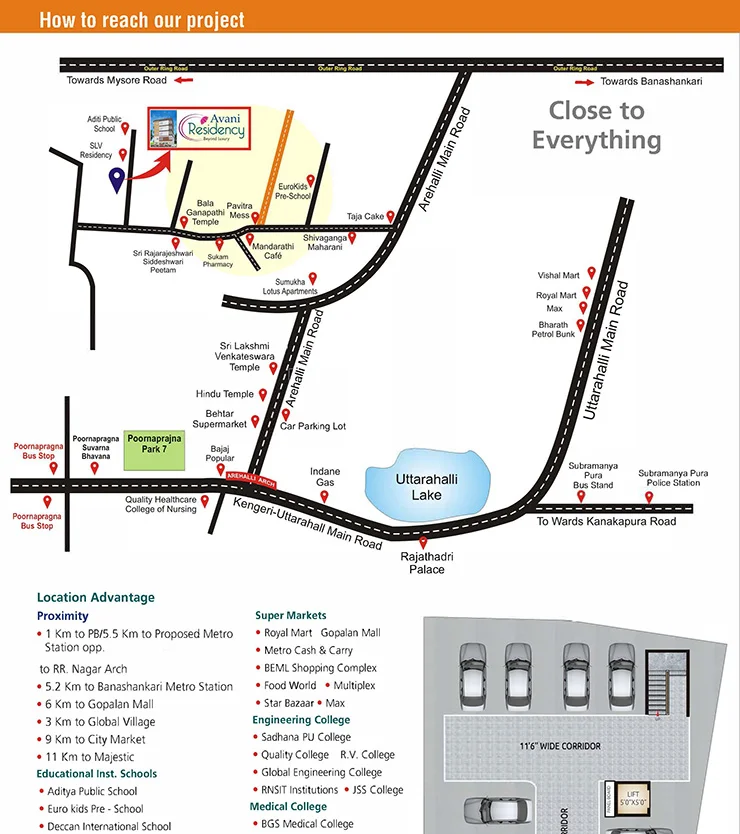 How to reach our project
Outer Ring Road
Outer Ring Road
Outer Ring Road
Towards Mysore Road
Towards Banashankari
Close to
Everything
Aditi Public
School
SLV
Residency
Avani
Residency
Beyond Luxury
Arehalli Main Road
EuroKids
Pre-School
Bala
Ganapathi
Temple
Pavitra
Mess
Taja Cake
Sri Rajarajeshwari
Siddeshwari
Peetam
Sukam
Pharmacy
Mandarathi
Café
Shivaganga
Maharani
Sumukha
Lotus Apartments
Vishal Mart
Royal Mart
Max
Bharath
Petrol Bunk
Uttarahalli Main Road
Arehalli Main Road
Sri Lakshmi
Venkateswara
Temple
Hindu Temple
Behtar
Supermarket
Car Parking Lot
Poornapragna
Bus Stop
Poornapragna
Suvarna
Bhavana
Poornaprajna
Park 7
Bajaj
Popular
AREHALLI ARCH
Indane
Gas
Uttarahalli
Lake
Subramanya
Pura
Bus Stand
Subramanya Pura
Police Station
Poornapragna
Bus Stop
Quality Healthcare
College of Nursing
Kengeri-Uttarahall Main Road
To Wards Kanakapura Road
Rajathadri
Palace
Location Advantage
Proximity
• 1 Km to PB/5.5 Km to Proposed Metro
Station opp.
to RR. Nagar Arch
• 5.2 Km to Banashankari Metro Station
• 6 Km to Gopalan Mall
• 3 Km to Global Village
• 9 Km to City Market
• 11 Km to Majestic
Educational Inst. Schools
• Aditya Public School
• Euro kids Pre - School
• Deccan International School
Super Markets
• Royal Mart Gopalan Mall
• Metro Cash & Carry
• BEML Shopping Complex
• Food World • Multiplex
• Star Bazaar • Max
Engineering College
• Sadhana PU College
• Quality College R.V. College
• Global Engineering College
• RNSIT Institutions • JSS College
Medical College
• BGS Medical College
11'6" WIDE CORRIDOR
PANEL BOARD
LIFT
5'0"X5'0"